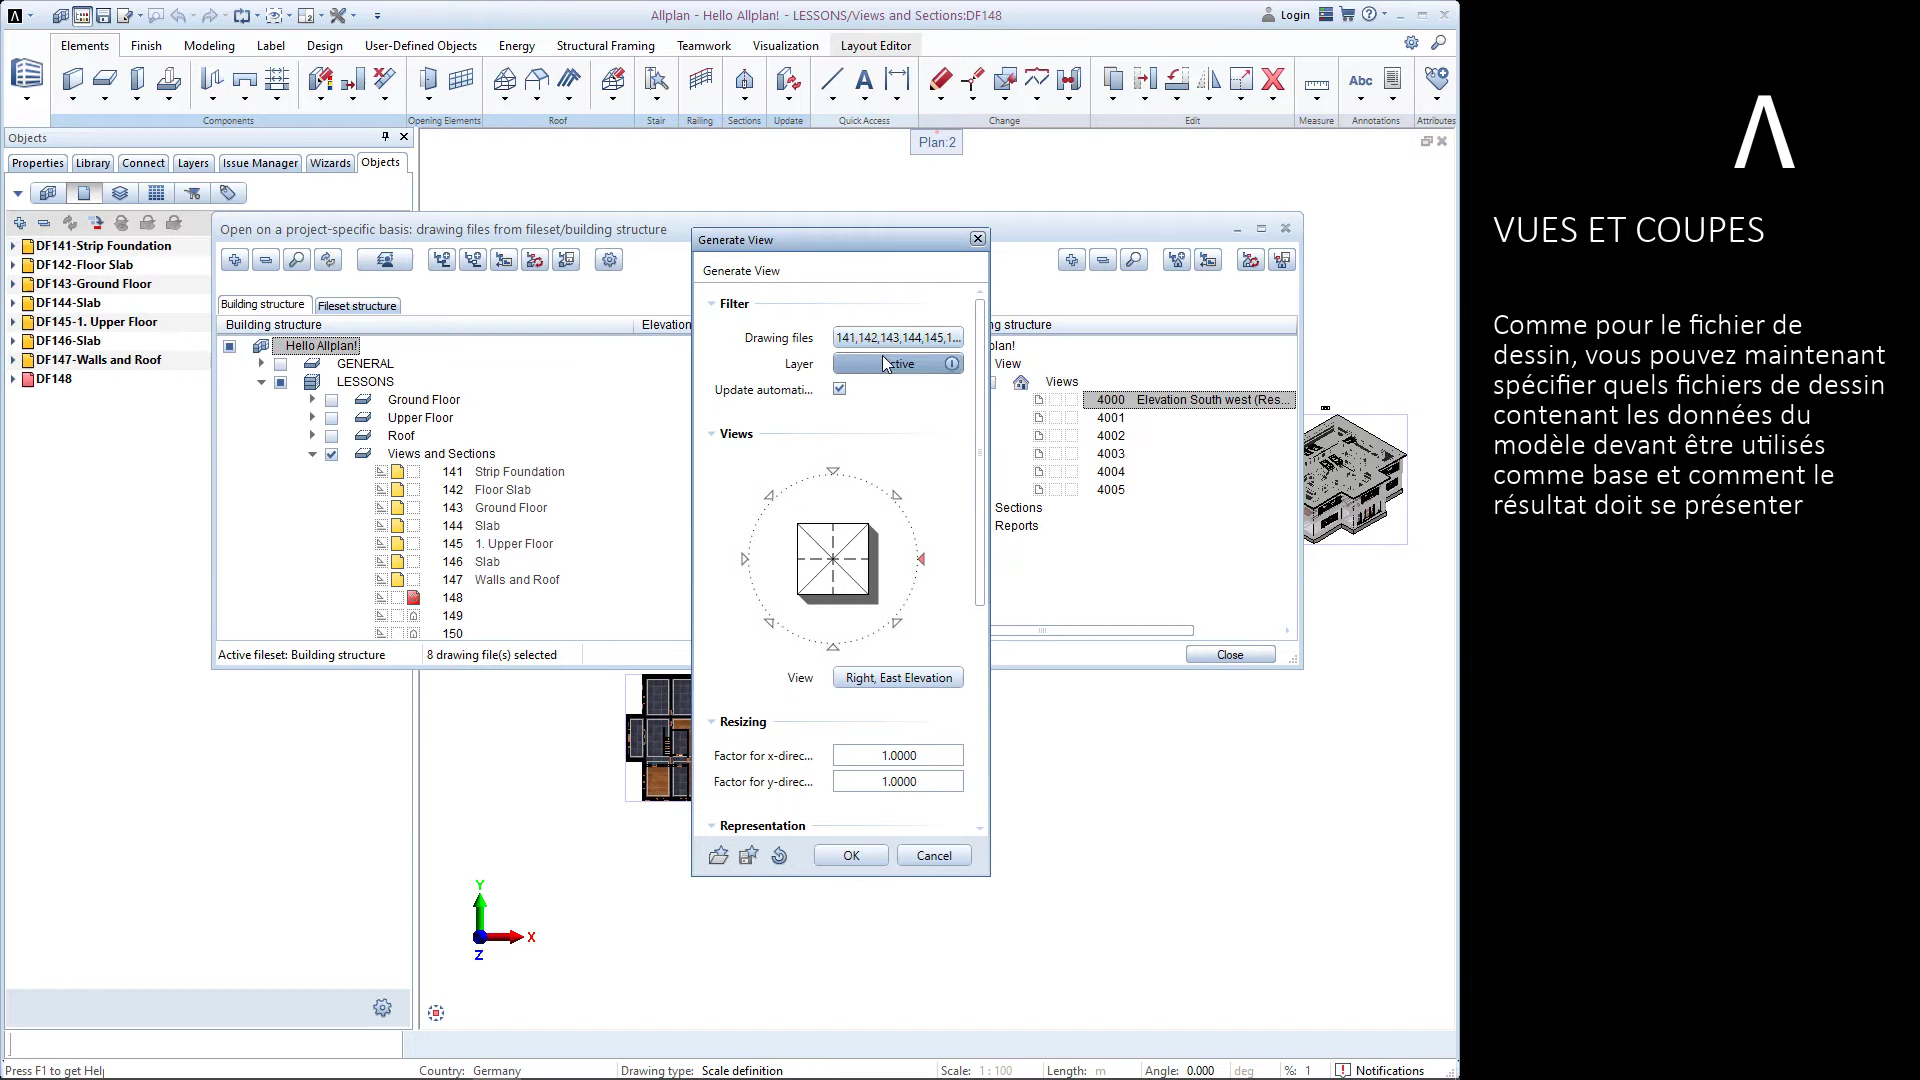 Allplan - Hello Allplan! - LESSONS/Views and Sections:DF148
Login
Elements
Finish
Modeling
Label
Design
User-Defined Objects
Energy
Structural Framing
Teamwork
Visualization
Layout Editor
Abc
Components
Opening Elements
Roof
Stair
Railing
Sections
Update
Quick Access
Change
Edit
Measure
Annotations
Attributes
Objects
Properties
Library
Connect
Layers
Issue Manager
Wizards
Objects
Plan:2
DF141-Strip Foundation
DF142-Floor Slab
DF143-Ground Floor
DF144-Slab
DF145-1. Upper Floor
DF146-Slab
DF147-Walls and Roof
DF148
Open on a project-specific basis: drawing files from fileset/building structure
Building structure
Fileset structure
Building structure
Elevation
Hello Allplan!
GENERAL
LESSONS
Ground Floor
Upper Floor
Roof
Views and Sections
141 Strip Foundation
142 Floor Slab
143 Ground Floor
144 Slab
145 1. Upper Floor
146 Slab
147 Walls and Roof
148
149
150
Active fileset: Building structure
8 drawing file(s) selected
Generate View
Generate View
Filter
Drawing files 141,142,143,144,145,1...
Layer
Update automati...
Views
View Right, East Elevation
Resizing
Factor for x-direc... 1.0000
Factor for y-direc... 1.0000
Representation
OK
Cancel
ng structure
plan!
View
Views
4000 Elevation South west (Res...
4001
4002
4003
4004
4005
Sections
Reports
Close
Y
X
Z
Press F1 to get Hel
Country: Germany
Drawing type: Scale definition
Scale: 1 : 100
Length: m
Angle: 0.000 deg
%: 1
Notifications
VUES ET COUPES
Comme pour le fichier de
dessin, vous pouvez maintenant
spécifier quels fichiers de dessin
contenant les données du
modèle devant être utilisés
comme base et comment le
résultat doit se présenter